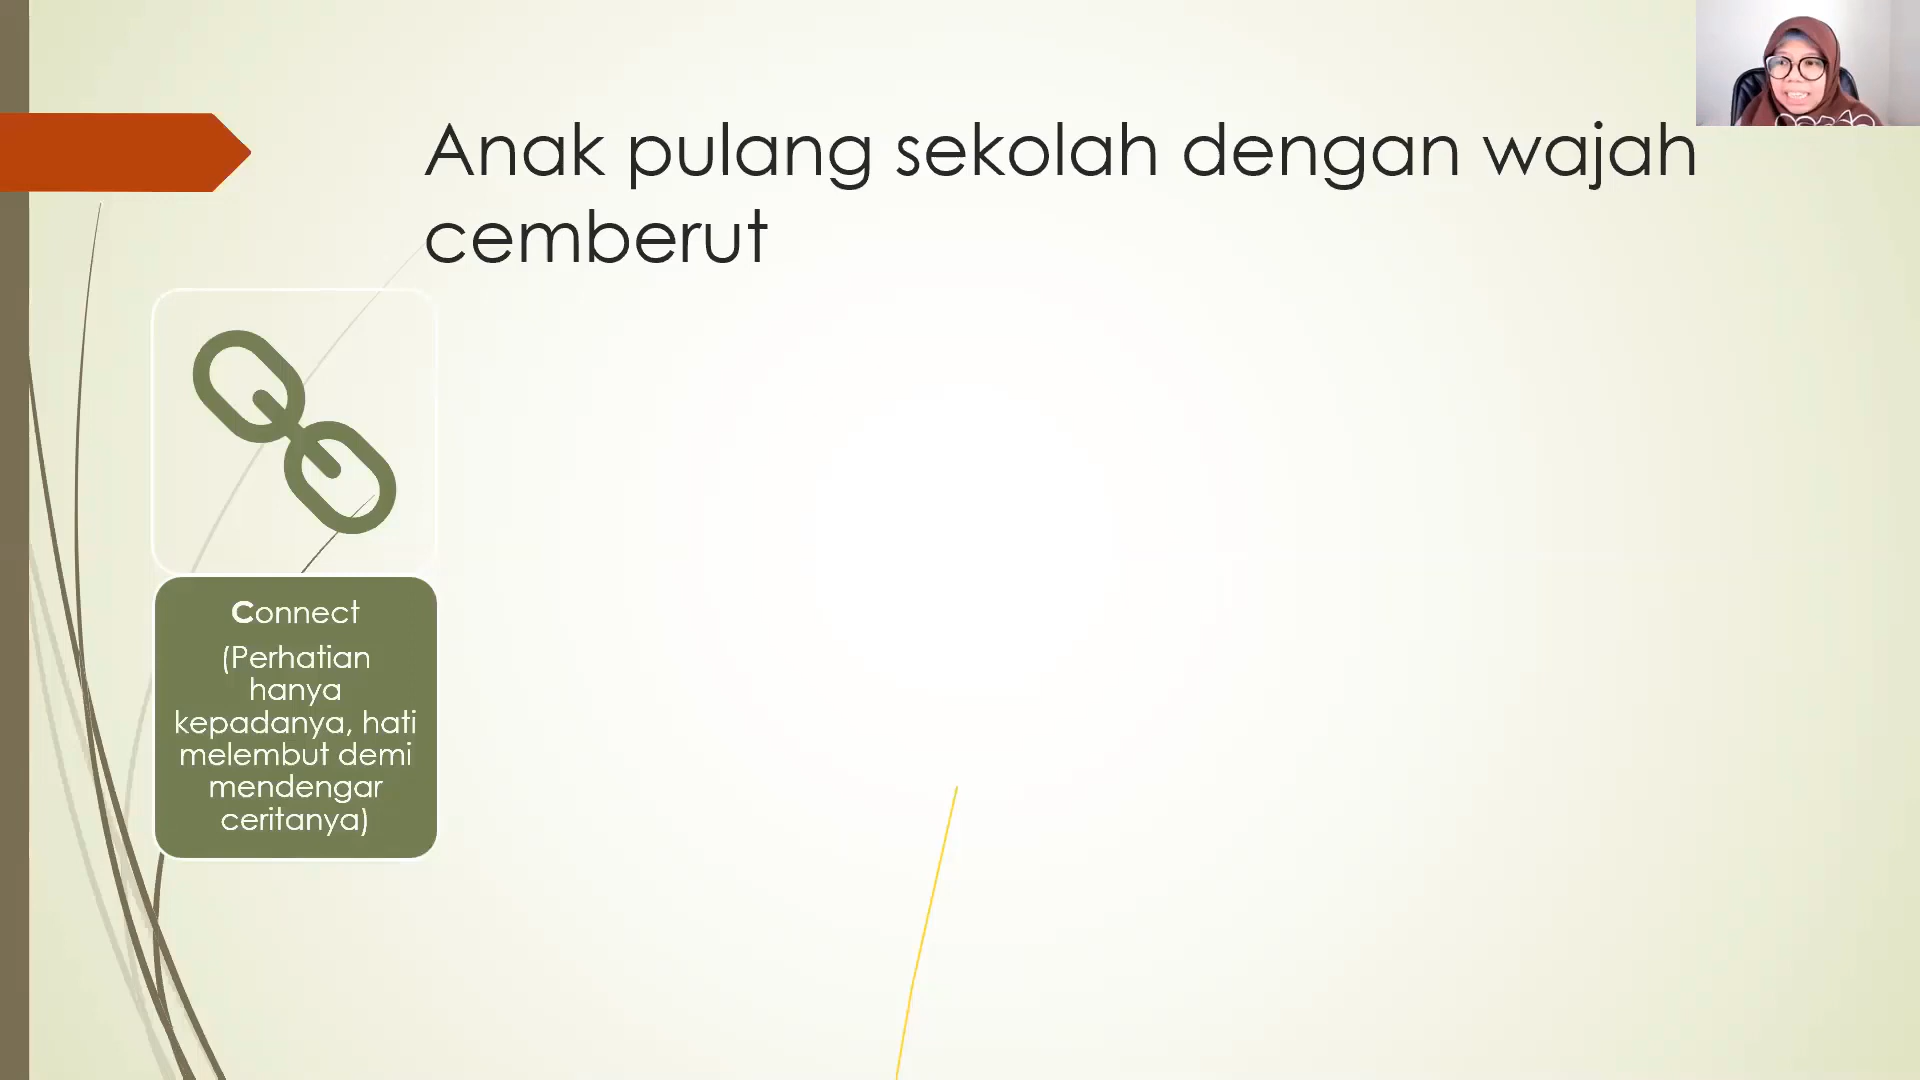 Anak pulang sekolah dengan wajah
cemberut
Connect
(Perhatian
hanya
kepadanya, hati
melembut demi
mendengar
ceritanya)